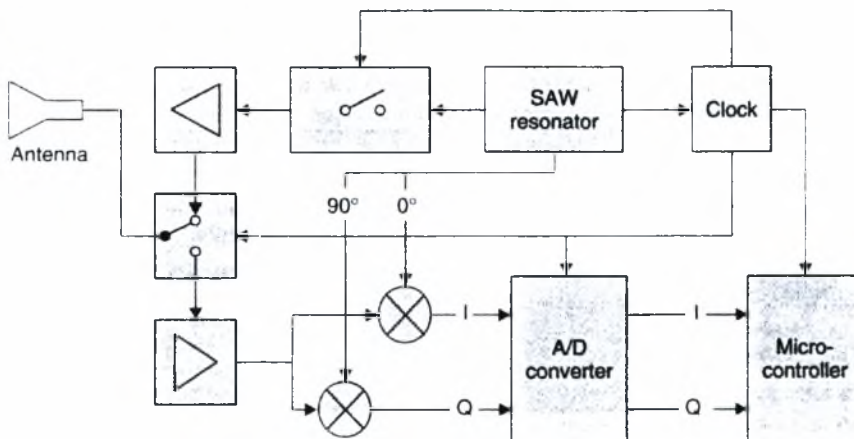 SAW
resonator
Clock
Antenna
90° 0°
I
A/D
converter
I
Micro-
controller
Q
Q